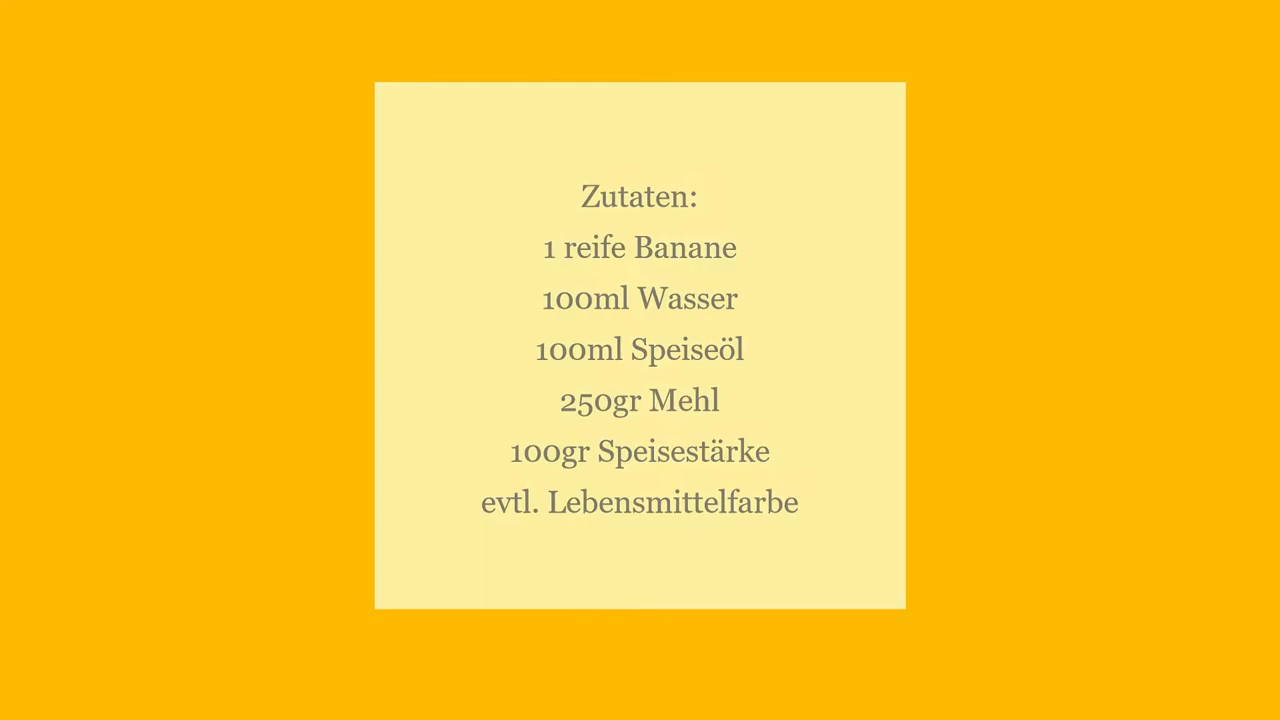 Zutaten:
1 reife Banane
100ml Wasser
100ml Speiseöl
250gr Mehl
100gr Speisestärke
evtl. Lebensmittelfarbe